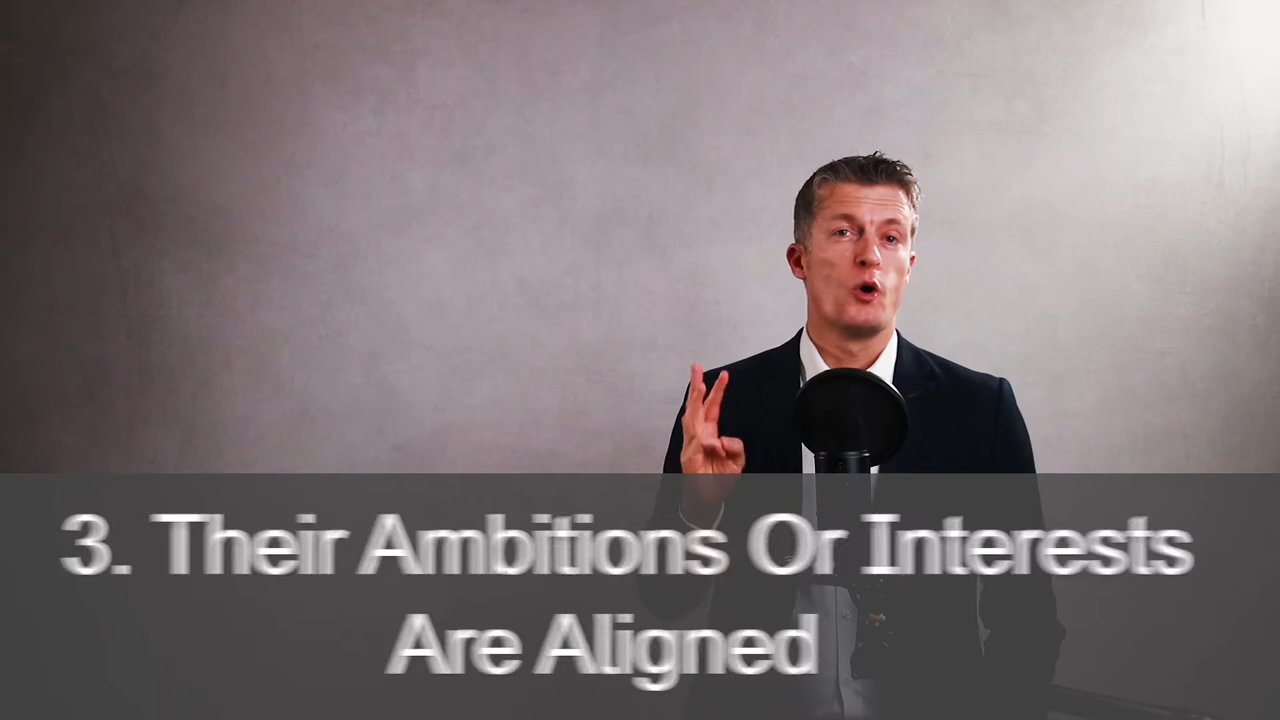 3. Their Ambitions Or Interests
Are Aligned